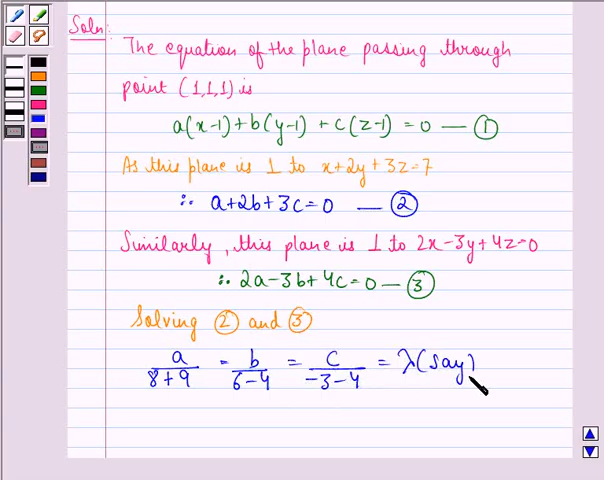 Soln:
The equation of the plane passing through
point (1,1,1) is
a(x-1)+b(y-1)+c(z-1)=0 — ①
As this plane is ⊥ to x+2y+3z=7
∴ a+2b+3c=0 — ②
Similarly, this plane is ⊥ to 2x-3y+4z=0
∴ 2a-3b+4c=0 — ③
Solving ② and ③
a/(8+9) = b/(6-4) = c/(-3-4) = λ(say)